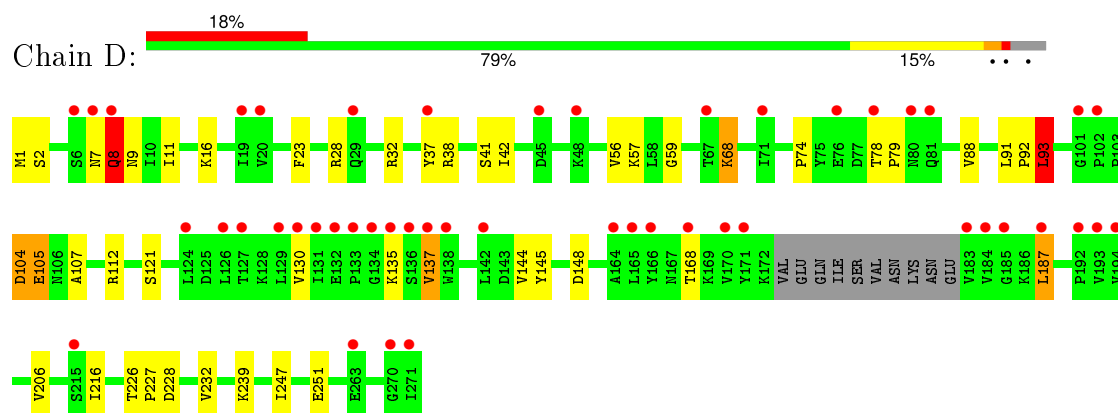 18%
Chain D:
79% 15% • • •
M1 S2 S6 N7 Q8 N9 I10 I11 K16 I19 V20 F23 R28 Q29 R32 Y37 R38 S41 I42 D45 K48 V56 K57 L58 G59 T67 K68 I71 P74 Y75 E76 D77 T78 P79 N80 Q81 V88 L91 P92 L93 G101 P102
D104 E105 N106 A107 R112 S121 L124 D125 L126 T127 K128 L129 V130 I131 E132 P133 G134 K135 S136 V137 W138 L142 D143 V144 Y145 D148 A164 L165 Y166 N167 T168 K169 V170 Y171 K172 VAL GLU GLN ILE SER VAL ASN LYS ASN GLU V183 V184 G185 K186 L187 P192 V193
V206 S215 I216 T226 P227 D228 V232 K239 I247 E251 E263 G270 I271